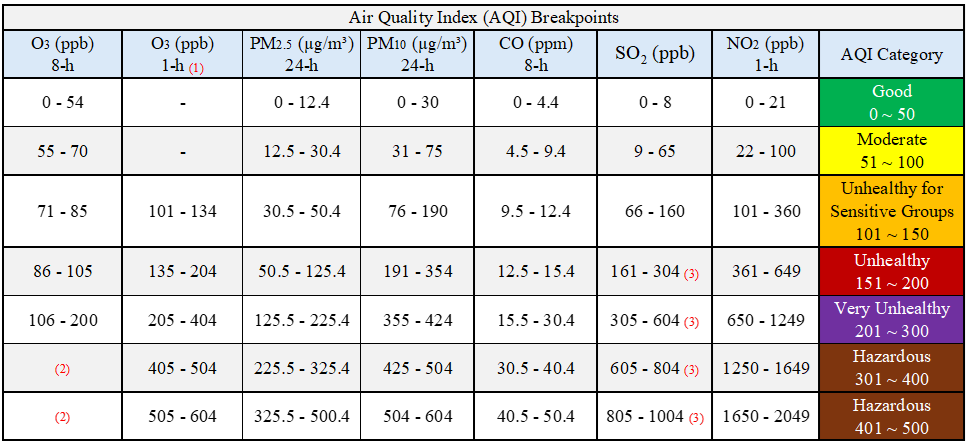 Air Quality Index (AQI) Breakpoints
O3 (ppb) 8-h O3 (ppb) 1-h (1) PM2.5 (µg/m³) 24-h PM10 (µg/m³) 24-h CO (ppm) 8-h SO2 (ppb) NO2 (ppb) 1-h AQI Category
0 - 54 - 0 - 12.4 0 - 30 0 - 4.4 0 - 8 0 - 21 Good 0 ~ 50
55 - 70 - 12.5 - 30.4 31 - 75 4.5 - 9.4 9 - 65 22 - 100 Moderate 51 ~ 100
71 - 85 101 - 134 30.5 - 50.4 76 - 190 9.5 - 12.4 66 - 160 101 - 360 Unhealthy for Sensitive Groups 101 ~ 150
86 - 105 135 - 204 50.5 - 125.4 191 - 354 12.5 - 15.4 161 - 304 (3) 361 - 649 Unhealthy 151 ~ 200
106 - 200 205 - 404 125.5 - 225.4 355 - 424 15.5 - 30.4 305 - 604 (3) 650 - 1249 Very Unhealthy 201 ~ 300
(2) 405 - 504 225.5 - 325.4 425 - 504 30.5 - 40.4 605 - 804 (3) 1250 - 1649 Hazardous 301 ~ 400
(2) 505 - 604 325.5 - 500.4 504 - 604 40.5 - 50.4 805 - 1004 (3) 1650 - 2049 Hazardous 401 ~ 500